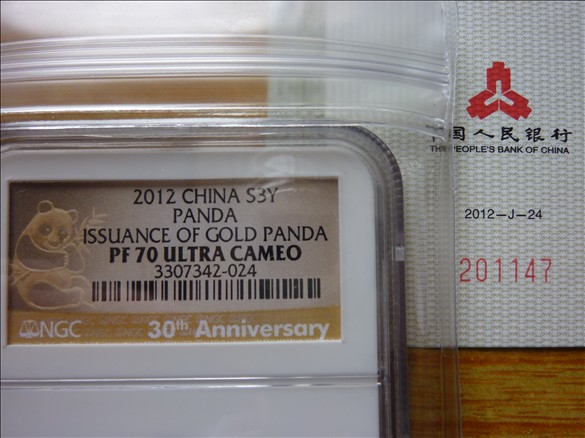 2012 CHINA S3Y
PANDA
ISSUANCE OF GOLD PANDA
PF 70 ULTRA CAMEO
3307342-024
NGC
30th Anniversary
国人民银行
PEOPLE'S BANK OF CHINA
2012-J-24
201147